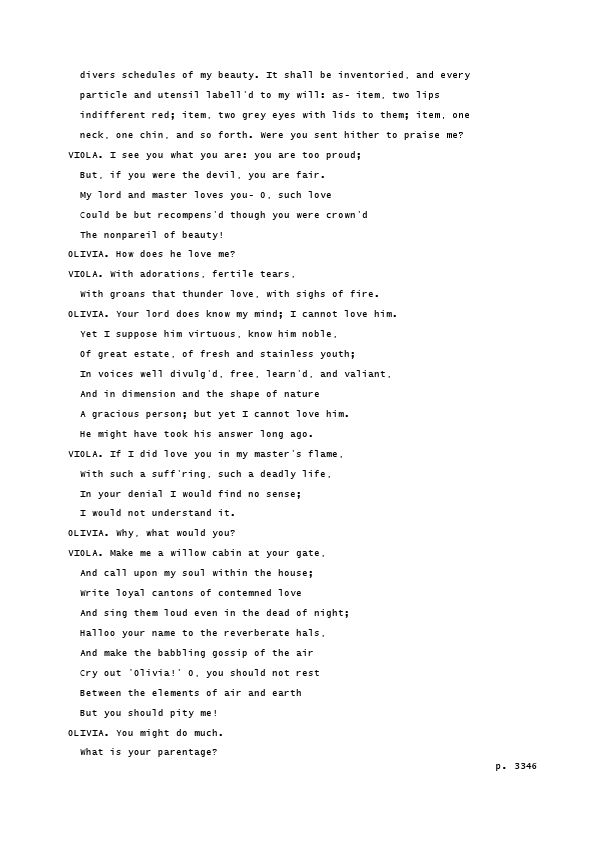 divers schedules of my beauty. It shall be inventoried, and every
particle and utensil labell'd to my will: as- item, two lips
indifferent red; item, two grey eyes with lids to them; item, one
neck, one chin, and so forth. Were you sent hither to praise me?
VIOLA. I see you what you are: you are too proud;
But, if you were the devil, you are fair.
My lord and master loves you- O, such love
Could be but recompens'd though you were crown'd
The nonpareil of beauty!
OLIVIA. How does he love me?
VIOLA. With adorations, fertile tears,
With groans that thunder love, with sighs of fire.
OLIVIA. Your lord does know my mind; I cannot love him.
Yet I suppose him virtuous, know him noble,
Of great estate, of fresh and stainless youth;
In voices well divulg'd, free, learn'd, and valiant,
And in dimension and the shape of nature
A gracious person; but yet I cannot love him.
He might have took his answer long ago.
VIOLA. If I did love you in my master's flame,
With such a suff'ring, such a deadly life,
In your denial I would find no sense;
I would not understand it.
OLIVIA. Why, what would you?
VIOLA. Make me a willow cabin at your gate,
And call upon my soul within the house;
Write loyal cantons of contemned love
And sing them loud even in the dead of night;
Halloo your name to the reverberate hals,
And make the babbling gossip of the air
Cry out 'Olivia!' O, you should not rest
Between the elements of air and earth
But you should pity me!
OLIVIA. You might do much.
What is your parentage?
p. 3346